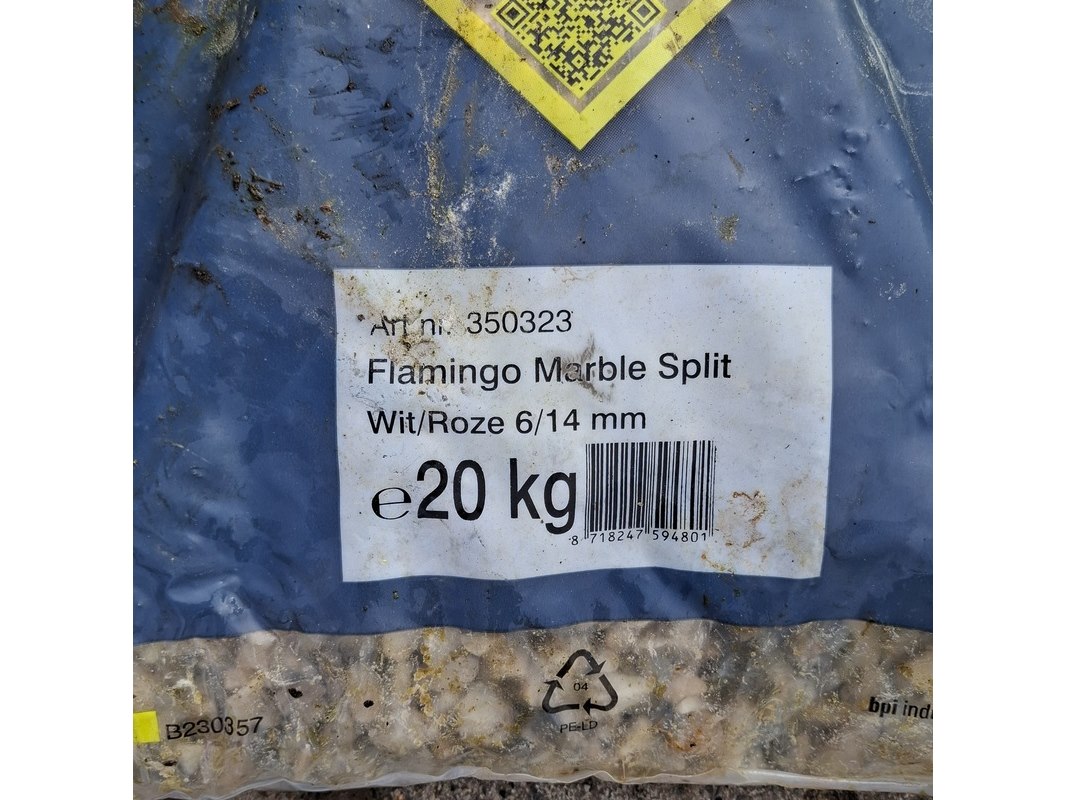 Art nr. 350323
Flamingo Marble Split
Wit/Roze 6/14 mm
℮20 kg
8 718247 594801
04
PE-LD
B230357
bpi